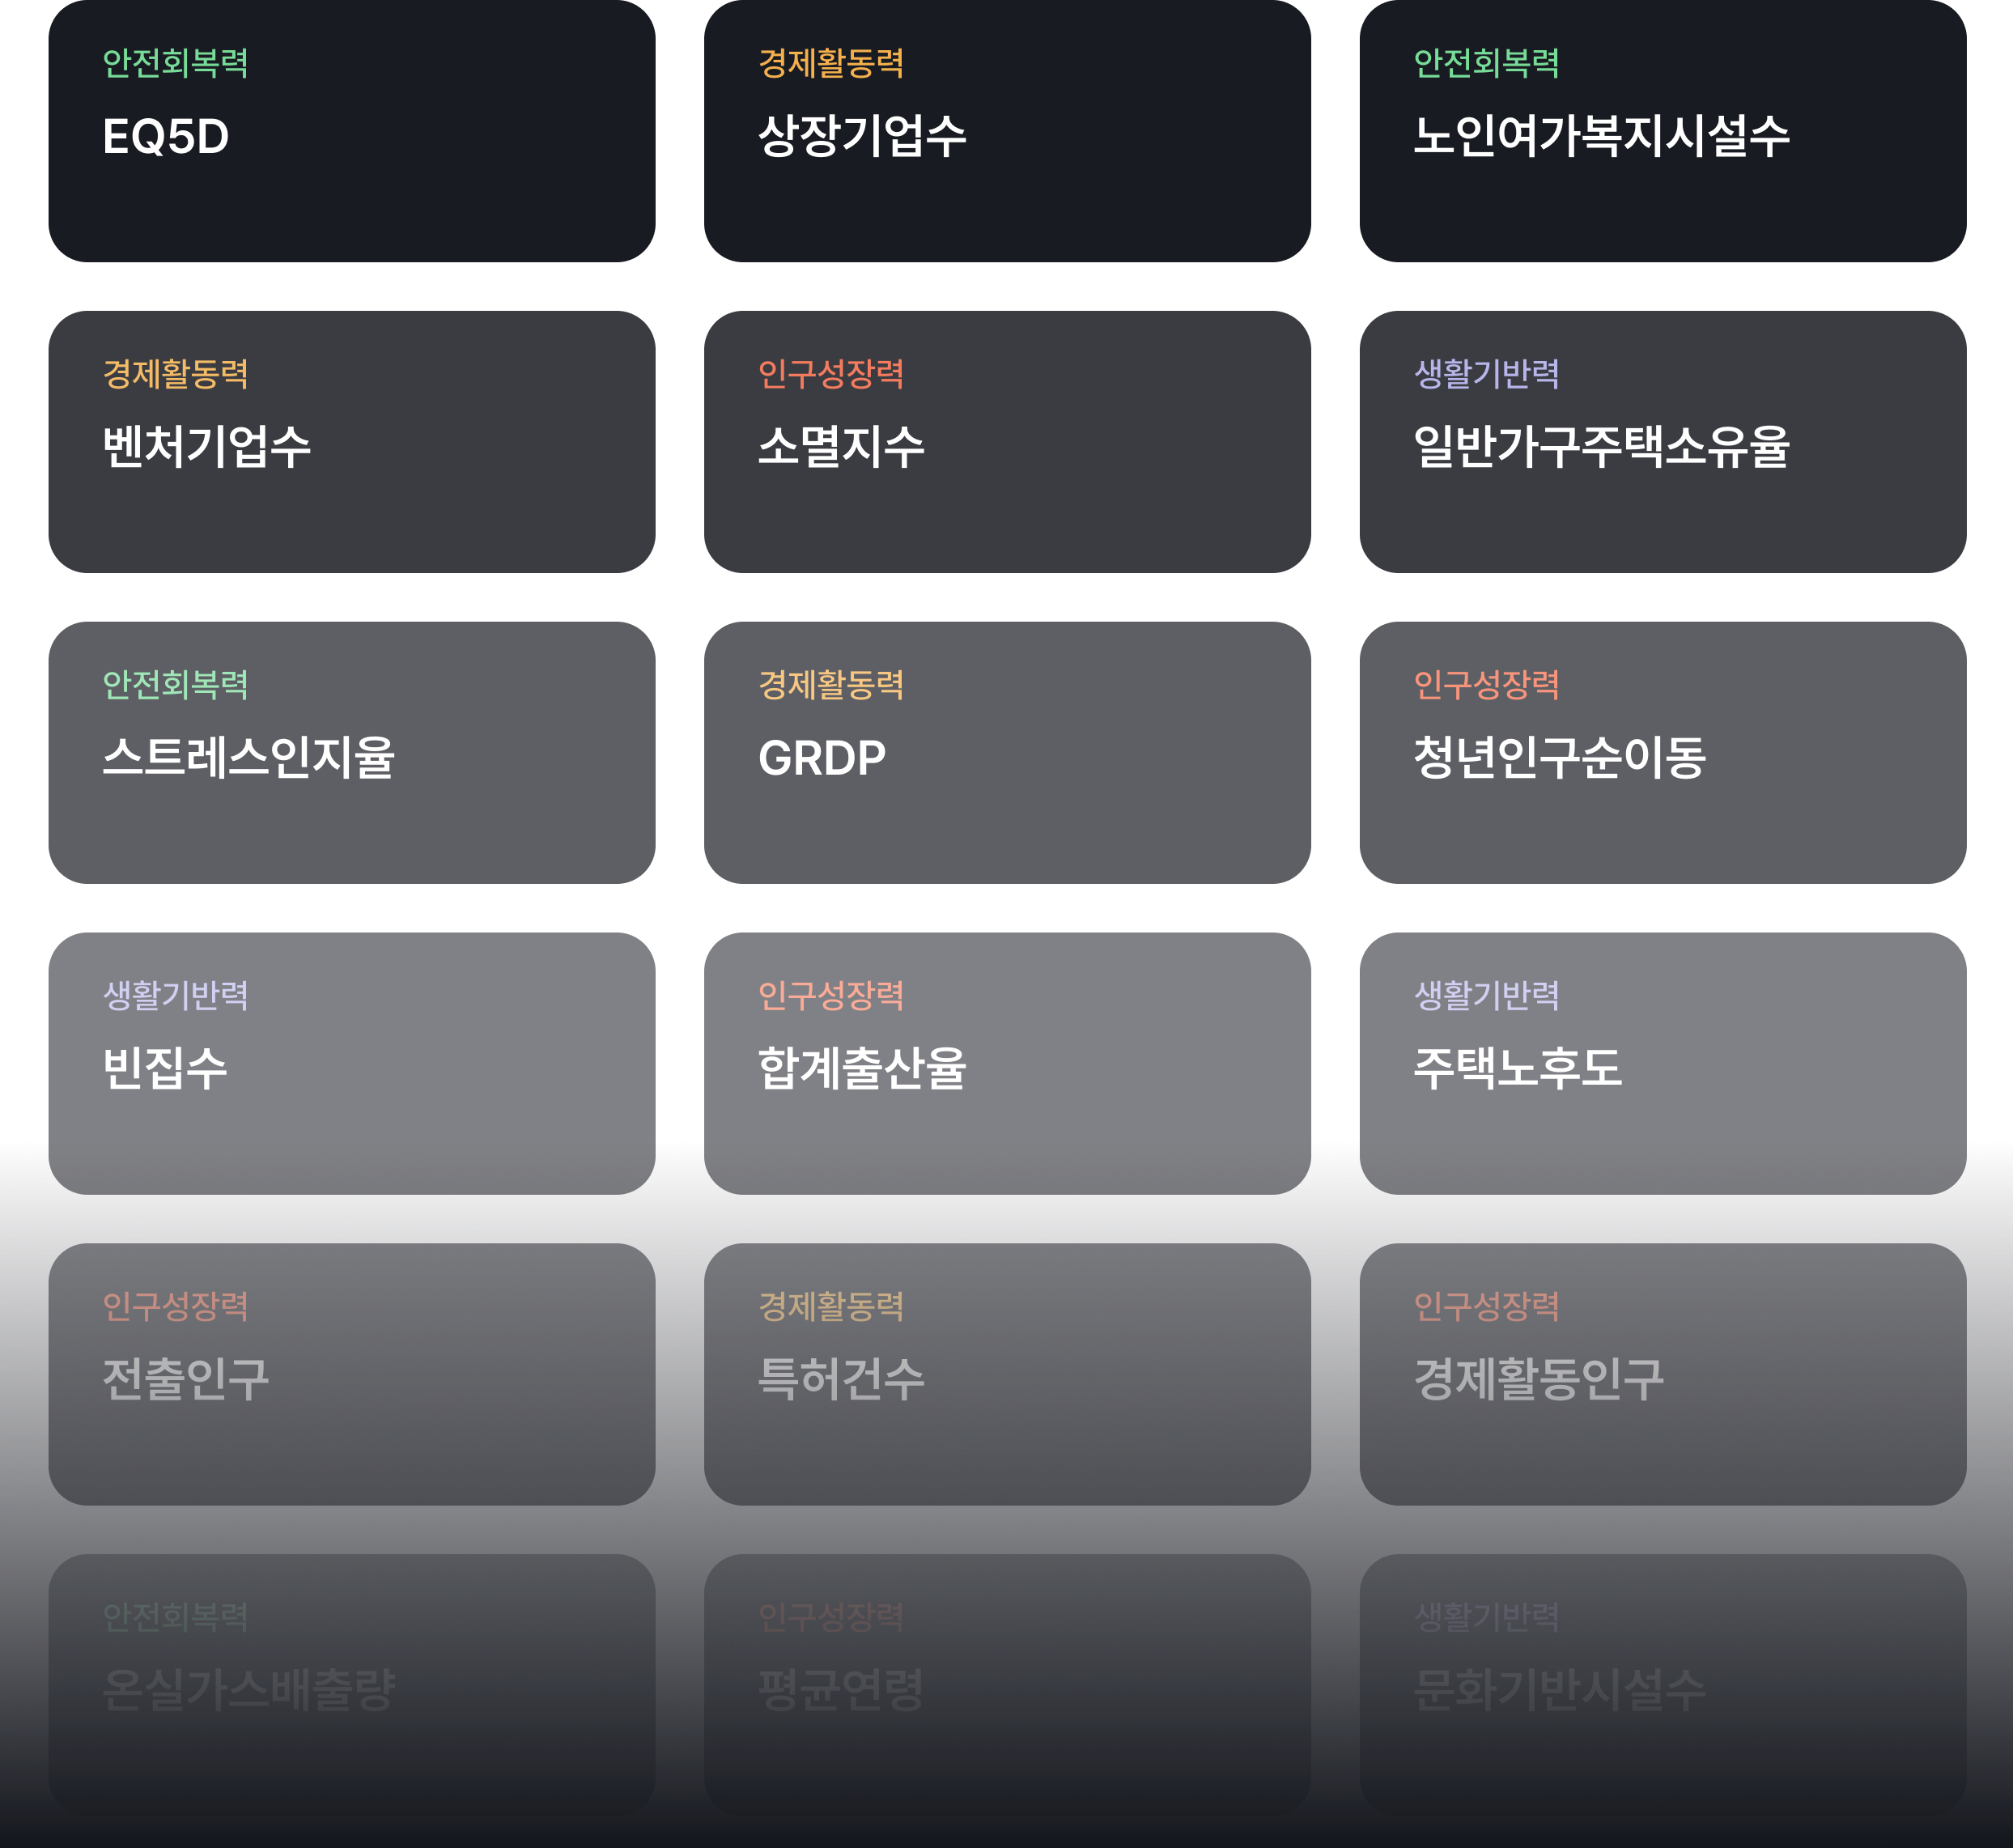 안전회복력
EQ5D
경제활동력
상장기업수
안전회복력
노인여가복지시설수
경제활동력
벤처기업수
인구성장력
소멸지수
생활기반력
일반가구주택소유율
안전회복력
스트레스인지율
경제활동력
GRDP
인구성장력
청년인구순이동
생활기반력
빈집수
인구성장력
합계출산율
생활기반력
주택노후도
인구성장력
전출인구
경제활동력
특허건수
인구성장력
경제활동인구
안전회복력
온실가스배출량
인구성장력
평균연령
생활기반력
문화기반시설수